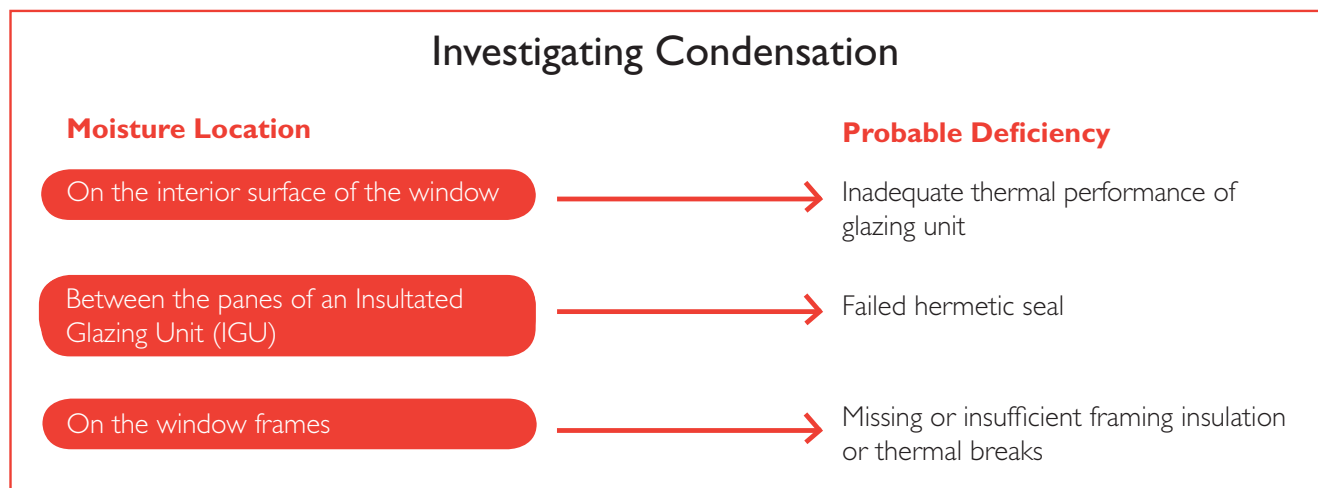 Investigating Condensation
Moisture Location
Probable Deficiency
On the interior surface of the window
Inadequate thermal performance of
glazing unit
Between the panes of an Insultated
Glazing Unit (IGU)
Failed hermetic seal
On the window frames
Missing or insufficient framing insulation
or thermal breaks